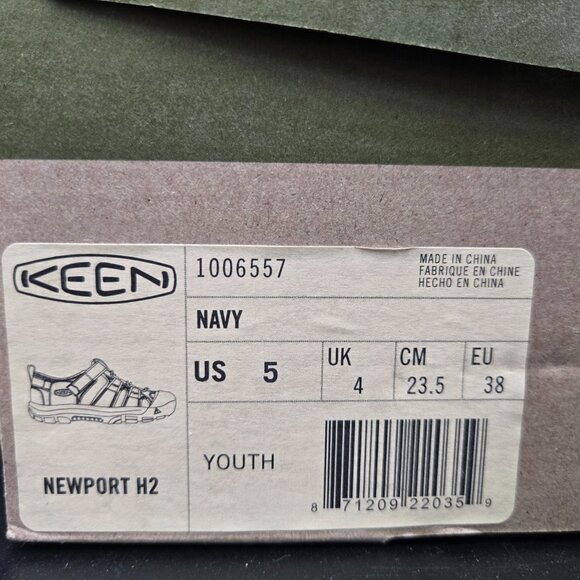 KEEN
1006557
MADE IN CHINA
FABRIQUE EN CHINE
HECHO EN CHINA
NAVY
US 5
UK 4
CM 23.5
EU 38
NEWPORT H2
YOUTH
8 71209 22035 9